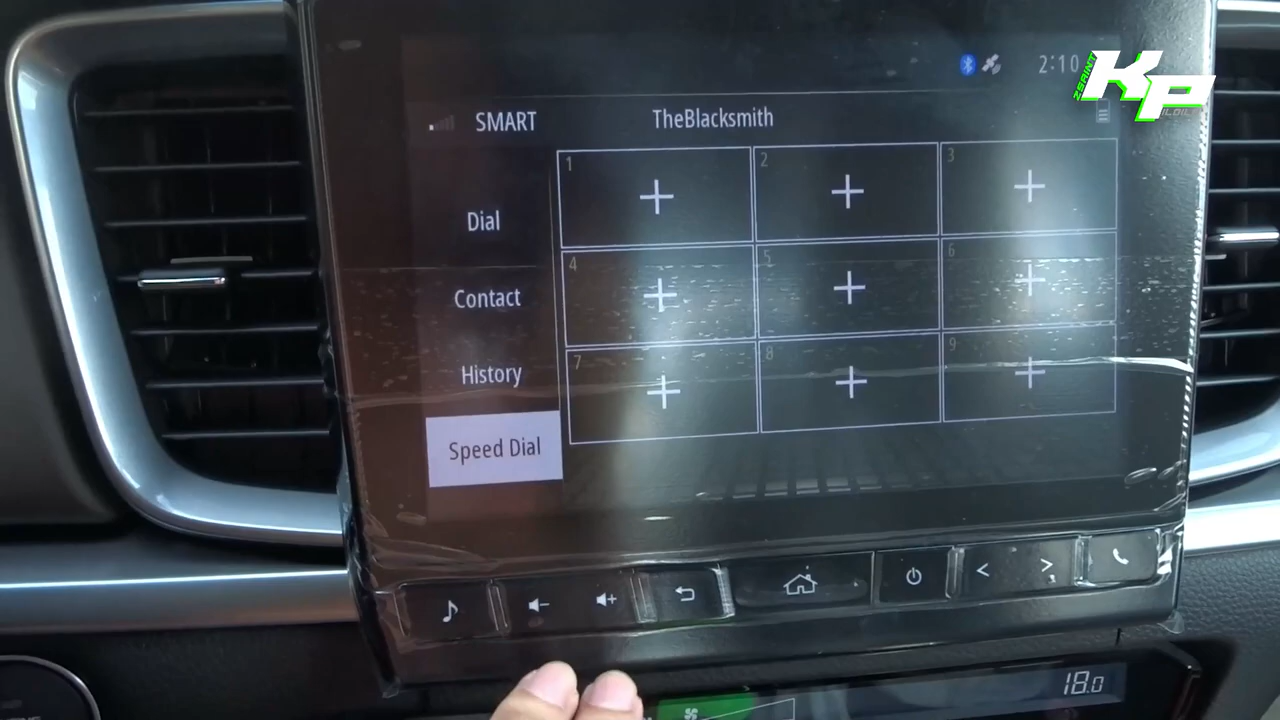 2:10
KP
SMART
TheBlacksmith
1
2
3
Dial
4
5
6
Contact
7
8
9
History
Speed Dial
18.0